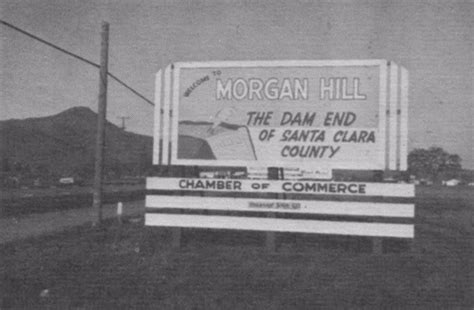 WELCOME TO
MORGAN HILL
THE DAM END
OF SANTA CLARA
COUNTY
CHAMBER OF COMMERCE